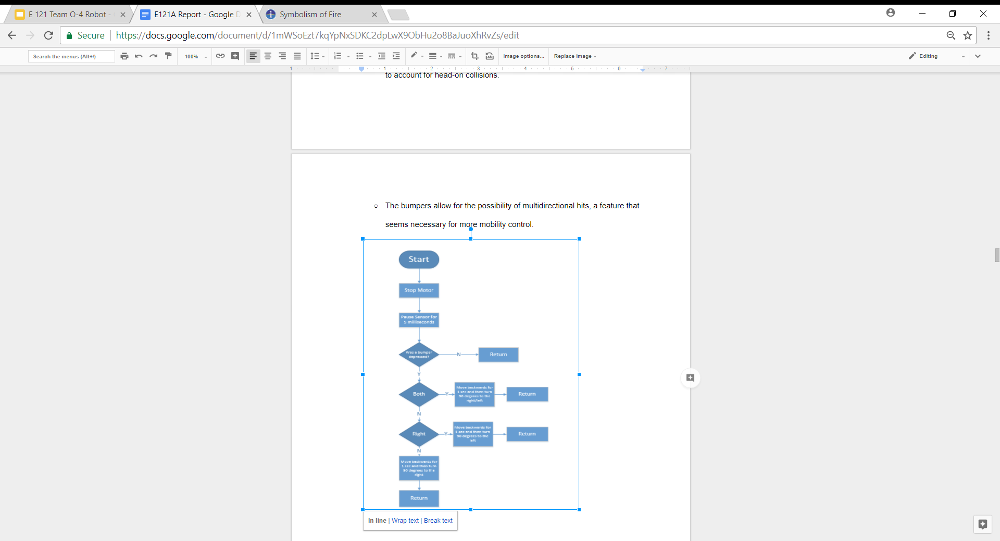 E 121 Team O-4 Robot -
E121A Report - Google D
Symbolism of Fire
Secure
https://docs.google.com/document/d/1mWSoEzt7kqYpNxSDKC2dpLwX9ObHu2o8BaJuoXhRvZs/edit
Search the menus (Alt+/)
100%
Image options...
Replace image
Editing
1 1 2 3 4 5 6 7
to account for head-on collisions.
The bumpers allow for the possibility of multidirectional hits, a feature that
seems necessary for more mobility control.
Start
Stop Motor
Pause Sensor for
5 milliseconds
Was a bumper
depressed?
N
Return
Y
Both
Y
Move backwards for
1 sec and then turn
90 degrees to the
right/left
Return
N
Right
Y
Move backwards for
1 sec and then turn
90 degrees to the
left
Return
N
Move backwards for
1 sec and then turn
90 degrees to the
right
Return
In line | Wrap text | Break text